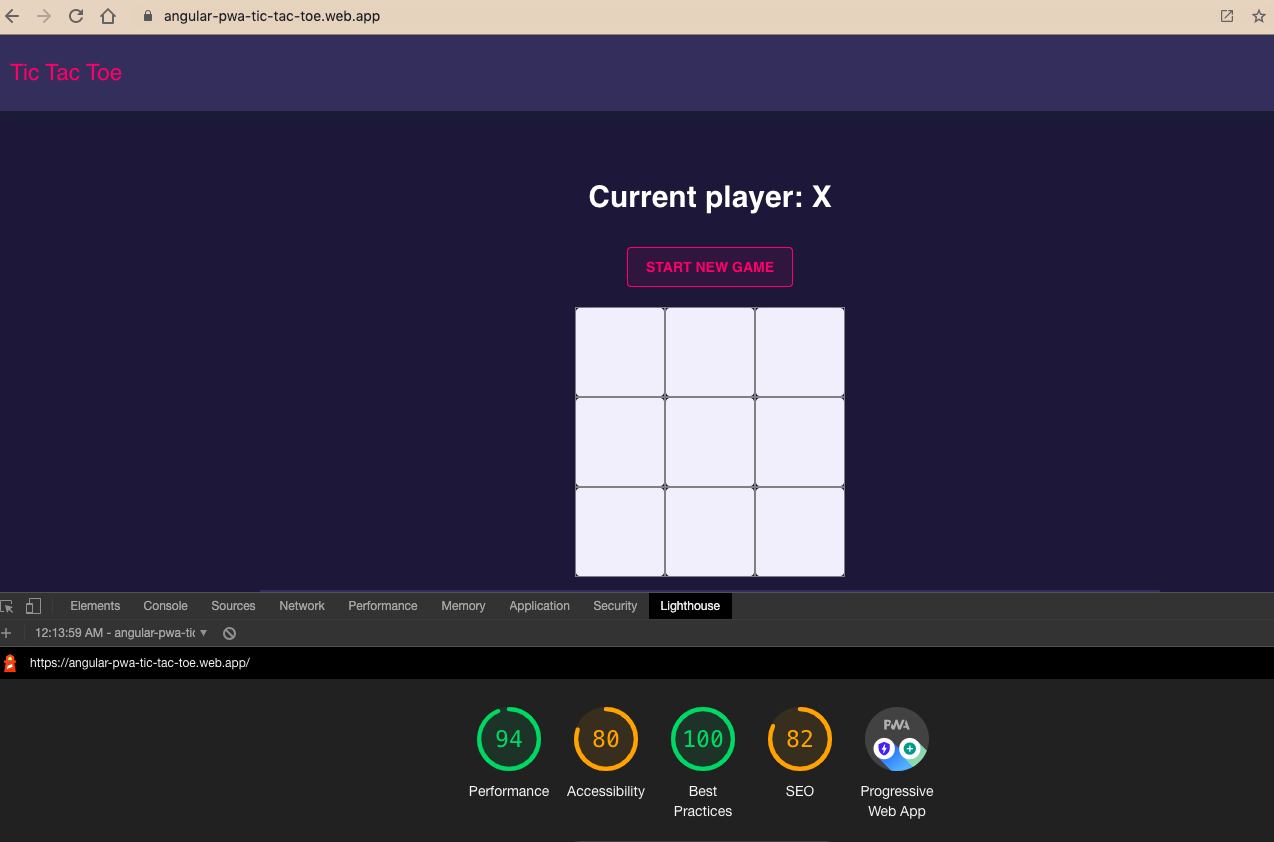 angular-pwa-tic-tac-toe.web.app
Tic Tac Toe
Current player: X
START NEW GAME
Elements Console Sources Network Performance Memory Application Security Lighthouse
12:13:59 AM - angular-pwa-tic
https://angular-pwa-tic-tac-toe.web.app/
94 80 100 82 PWA
Performance Accessibility Best Practices SEO Progressive Web App